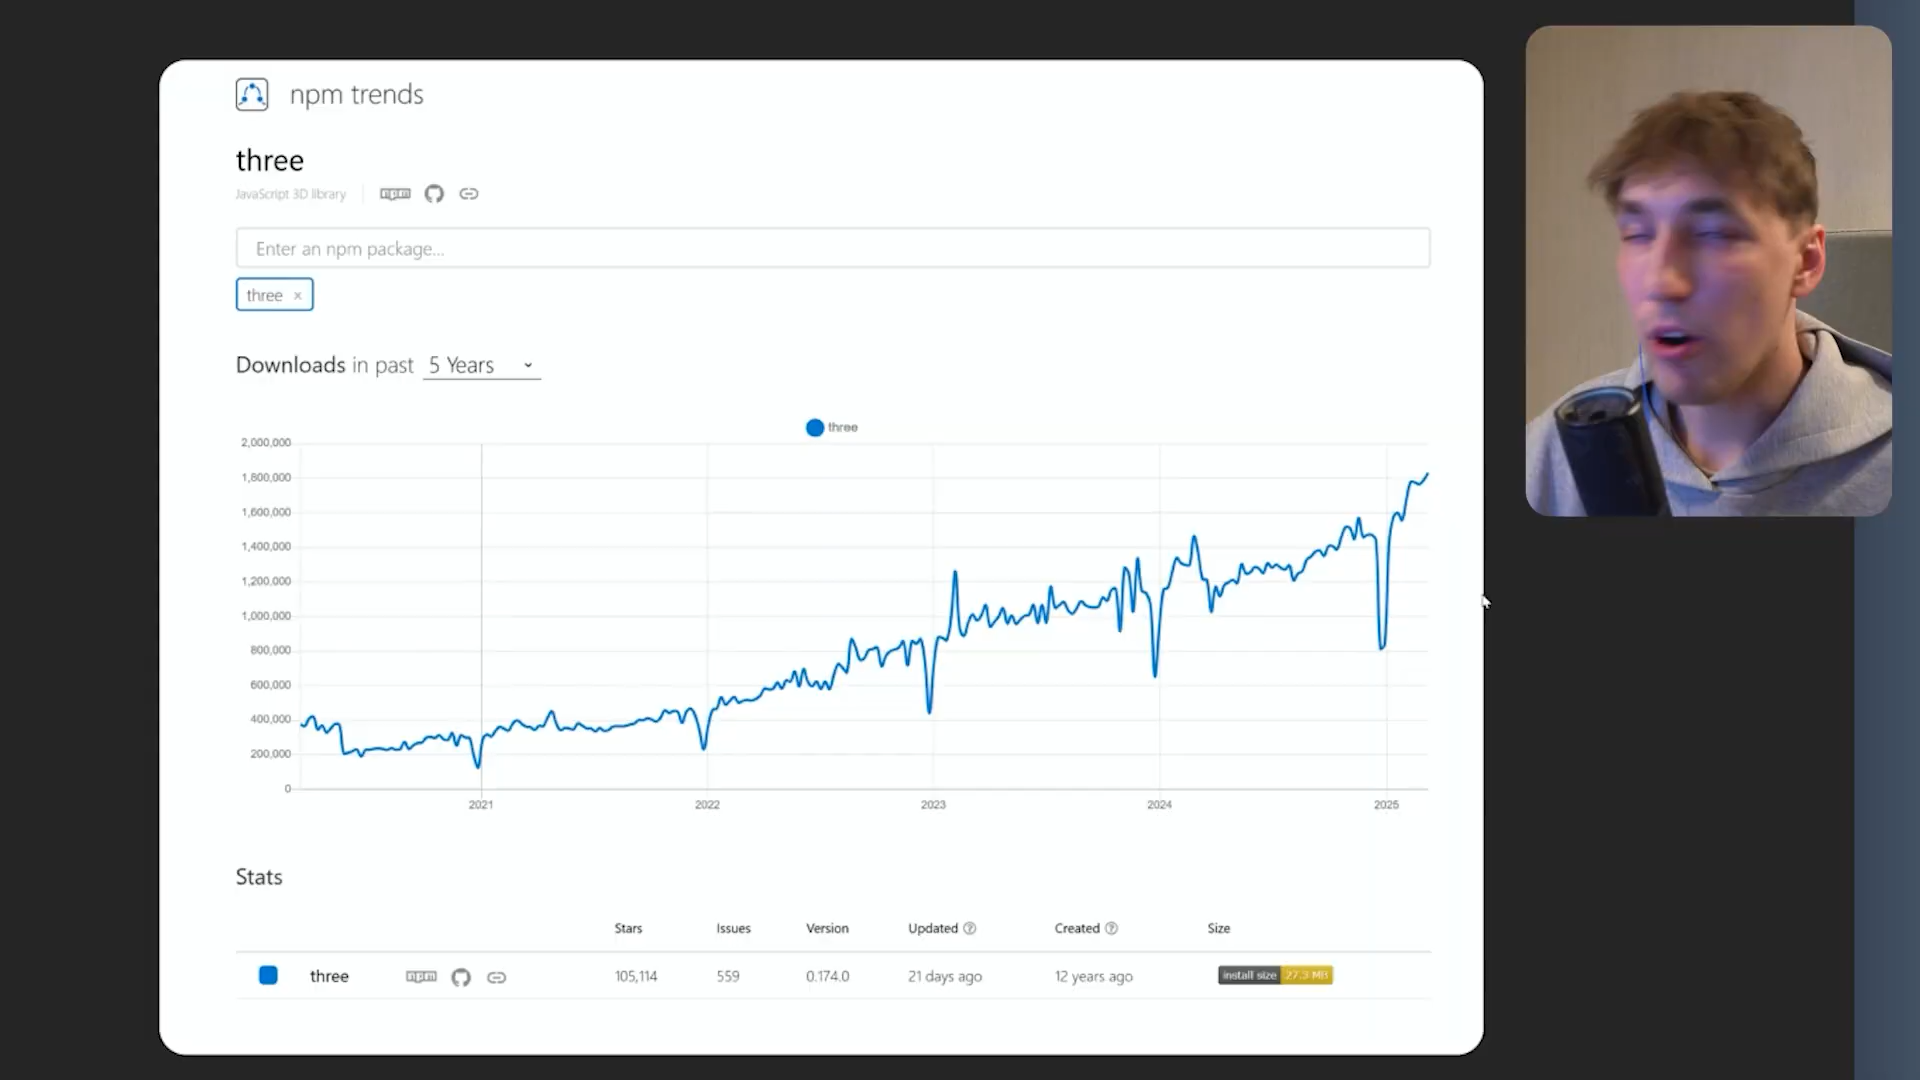 npm trends
three
JavaScript 3D library
Enter an npm package...
three ×
Downloads in past 5 Years
three
2,000,000
1,800,000
1,600,000
1,400,000
1,200,000
1,000,000
800,000
600,000
400,000
200,000
0
2021 2022 2023 2024 2025
Stats
Stars Issues Version Updated Created Size
three 105,114 559 0.174.0 21 days ago 12 years ago install size 27.3 MB